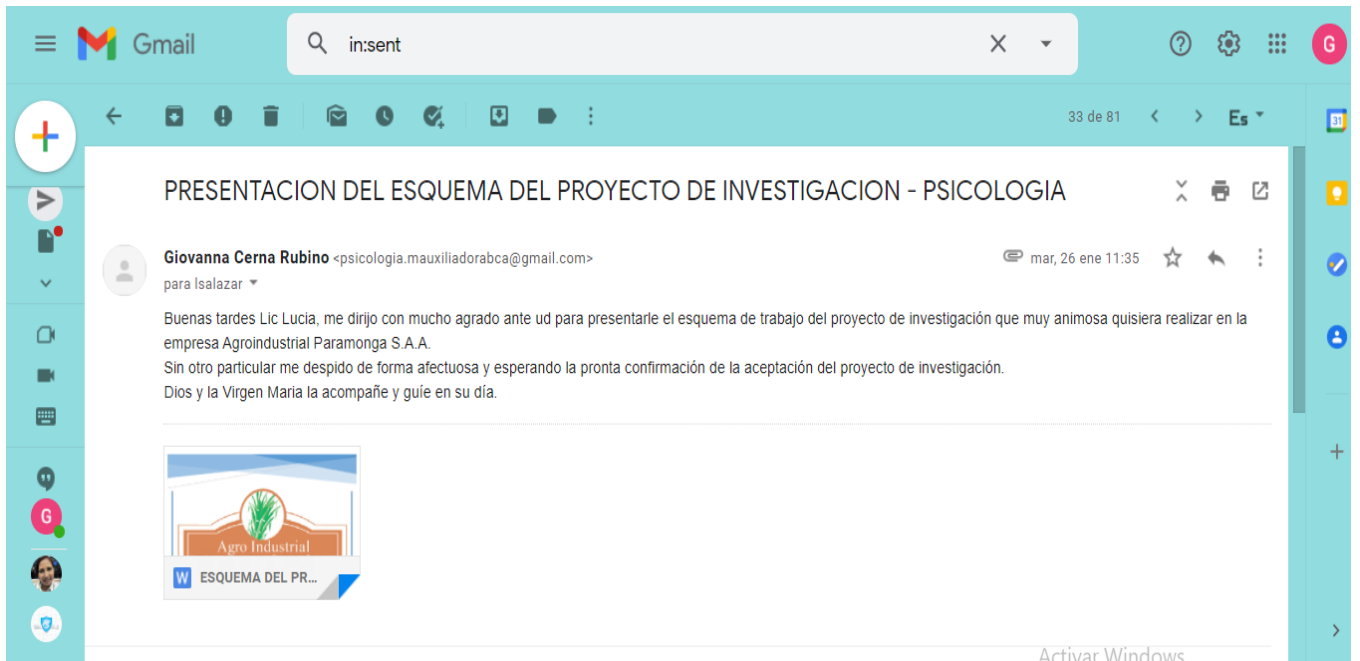 Gmail
in:sent
G
33 de 81
Es
31
PRESENTACION DEL ESQUEMA DEL PROYECTO DE INVESTIGACION - PSICOLOGIA
Giovanna Cerna Rubino <psicologia.mauxiliadorabca@gmail.com>
mar, 26 ene 11:35
para lsalazar
Buenas tardes Lic Lucia, me dirijo con mucho agrado ante ud para presentarle el esquema de trabajo del proyecto de investigación que muy animosa quisiera realizar en la
empresa Agroindustrial Paramonga S.A.A.
Sin otro particular me despido de forma afectuosa y esperando la pronta confirmación de la aceptación del proyecto de investigación.
Dios y la Virgen Maria la acompañe y guíe en su día.
G
Agro Industrial
W ESQUEMA DEL PR...
Activar Windows